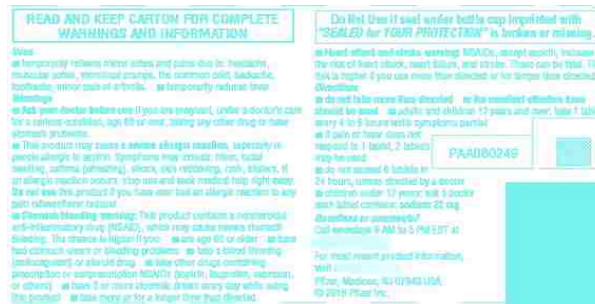 READ AND KEEP CARTON FOR COMPLETE
WARNINGS AND INFORMATION
Uses
■ temporarily relieves minor aches and pains due to: headache,
muscular aches, menstrual cramps, the common cold, backache,
toothache, minor pain of arthritis. ■ temporarily reduces fever
Warnings
■ Ask your doctor before use if you are pregnant, under a doctor's care
for a serious condition, age 60 or over, taking any other drug or have
stomach problems.
■ This product may cause a severe allergic reaction, especially in
people allergic to aspirin. Symptoms may include: hives, facial
swelling, asthma (wheezing), shock, skin reddening, rash, blisters. If
an allergic reaction occurs, stop use and seek medical help right away.
Do not use this product if you have ever had an allergic reaction to any
pain reliever/fever reducer
■ Stomach bleeding warning: This product contains a nonsteroidal
anti-inflammatory drug (NSAID), which may cause severe stomach
bleeding. The chance is higher if you: ■ are age 60 or older ■ have
had stomach ulcers or bleeding problems ■ take a blood thinning
(anticoagulant) or steroid drug ■ take other drugs containing
prescription or nonprescription NSAIDs (aspirin, ibuprofen, naproxen,
or others) ■ have 3 or more alcoholic drinks every day while using
this product ■ take more or for a longer time than directed
Do Not Use if seal under bottle cap imprinted with
"SEALED for YOUR PROTECTION" is broken or missing.
■ Heart attack and stroke warning: NSAIDs, except aspirin, increase
the risk of heart attack, heart failure, and stroke. These can be fatal. The
risk is higher if you use more than directed or for longer than directed.
Directions
■ do not take more than directed ■ the smallest effective dose
should be used ■ adults and children 12 years and over: take 1 tablet
every 4 to 6 hours while symptoms persist
■ if pain or fever does not
respond to 1 tablet, 2 tablets
may be used
■ do not exceed 6 tablets in
24 hours, unless directed by a doctor
■ children under 12 years: ask a doctor
each tablet contains: sodium 22 mg
Questions or comments?
Call weekdays 9 AM to 5 PM EST at
For most recent product information,
visit
Pfizer, Madison, NJ 07940 USA
© 2015 Pfizer Inc.
PAA080249